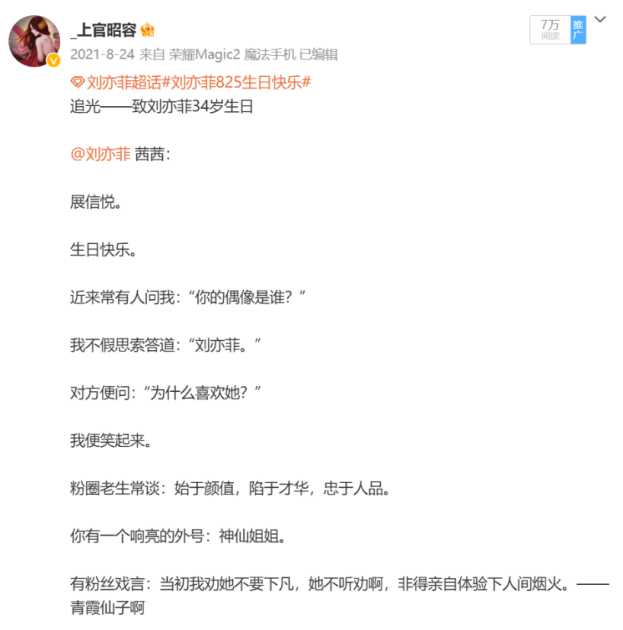 _上官昭容
7万
阅读
推广
2021-8-24 来自 荣耀Magic2 魔法手机 已编辑
刘亦菲超话#刘亦菲825生日快乐#
追光——致刘亦菲34岁生日
@刘亦菲 茜茜：
展信悦。
生日快乐。
近来常有人问我：“你的偶像是谁？”
我不假思索答道：“刘亦菲。”
对方便问：“为什么喜欢她？”
我便笑起来。
粉圈老生常谈：始于颜值，陷于才华，忠于人品。
你有一个响亮的外号：神仙姐姐。
有粉丝戏言：当初我劝她不要下凡，她不听劝啊，非得亲自体验下人间烟火。——
青霞仙子啊